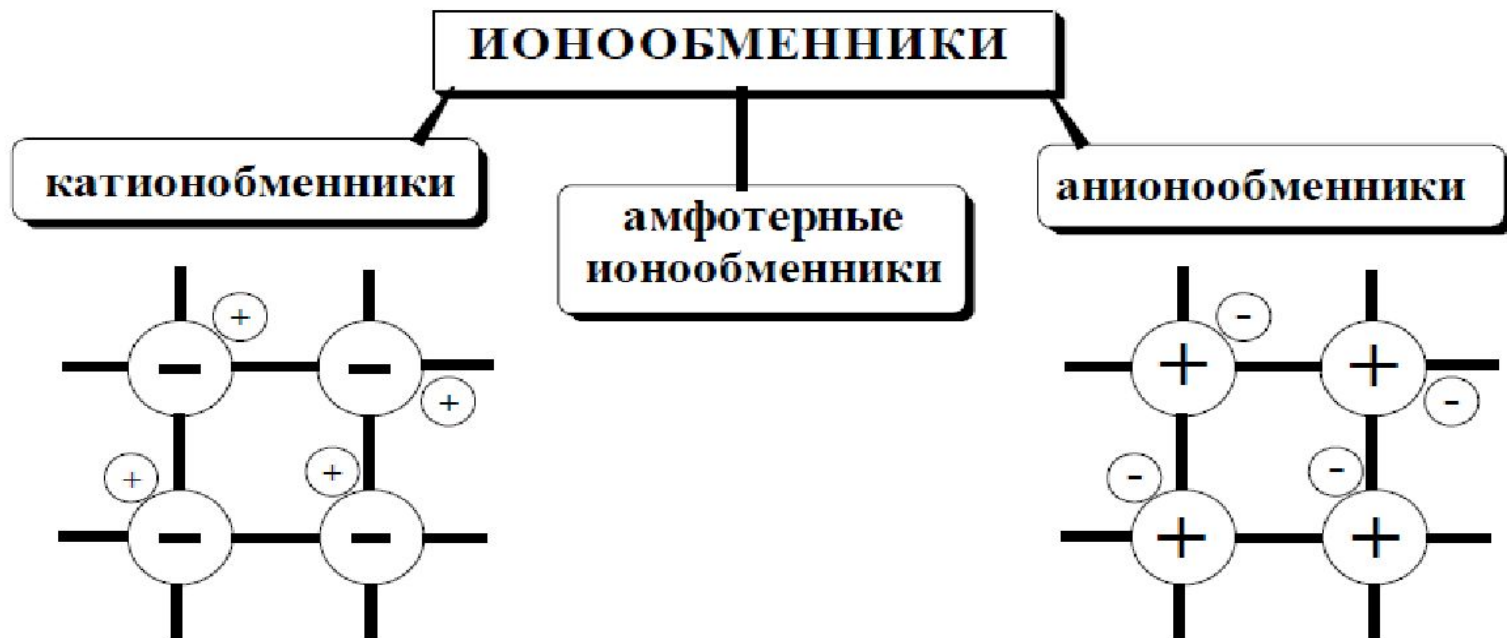 ИОНООБМЕННИКИ
катионобменники
амфотерные
ионообменники
анионообменники
+
- -
+
+ +
- -
-
+ +
-
- -
+ +